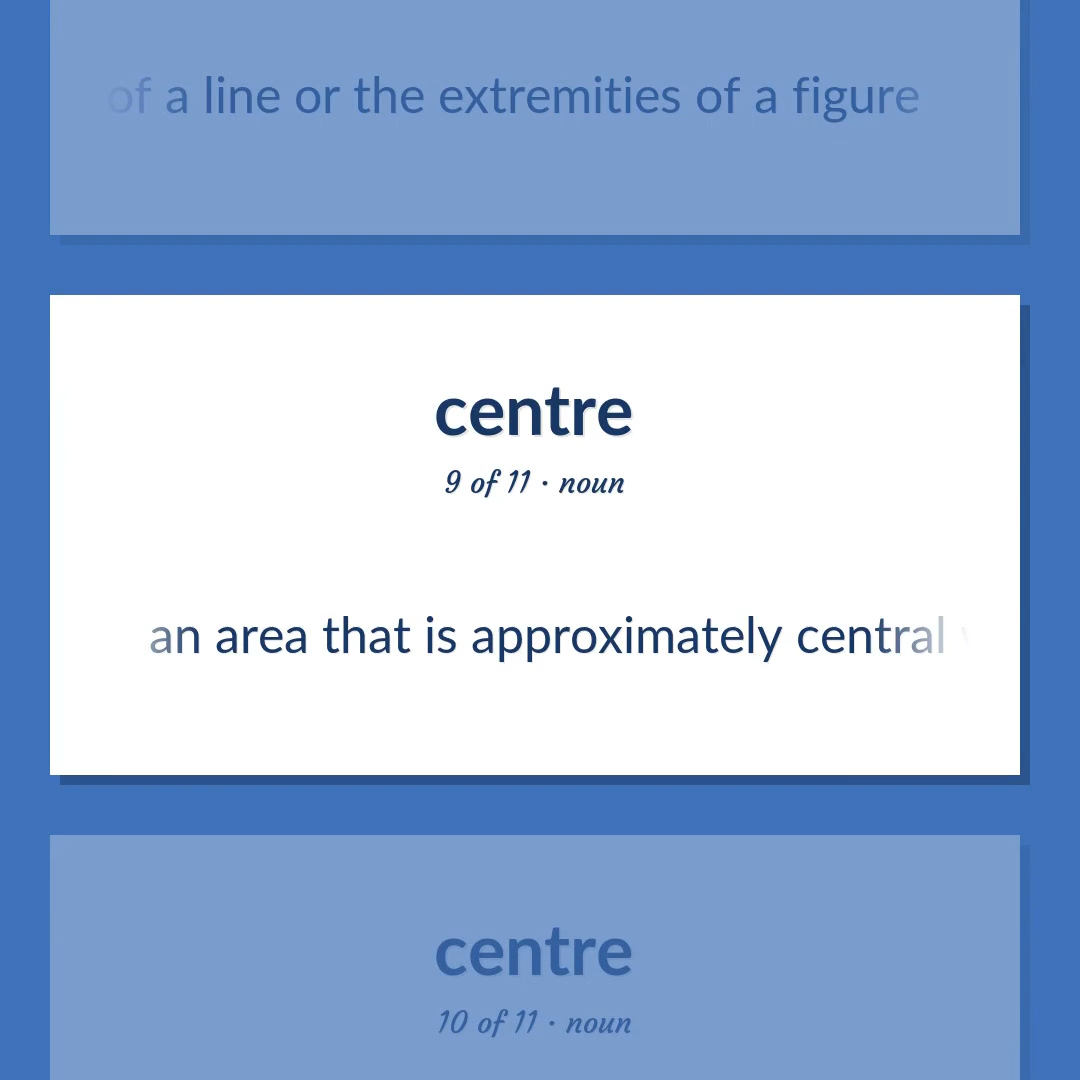 of a line or the extremities of a figure
centre
9 of 11 · noun
an area that is approximately central
centre
10 of 11 · noun